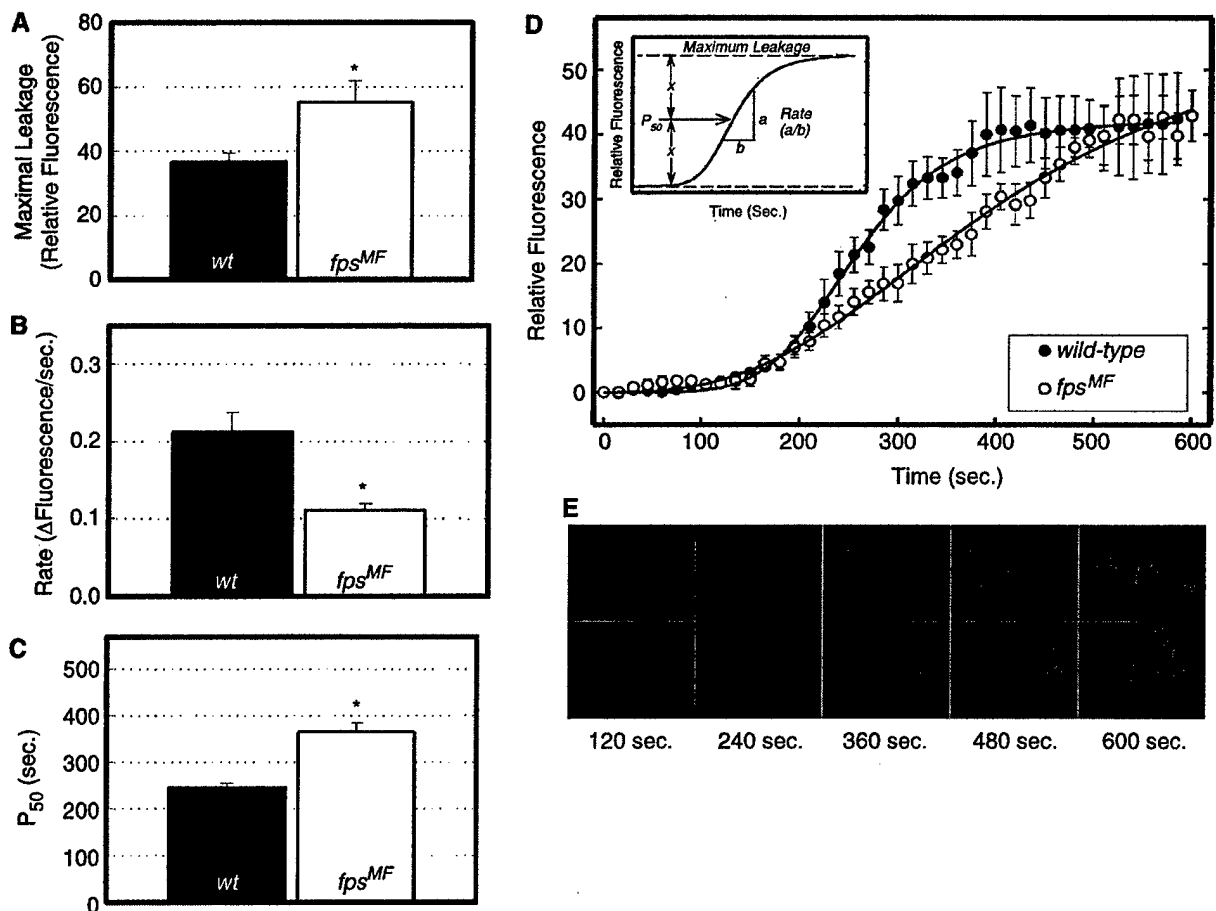 A
Maximal Leakage
(Relative Fluorescence)
80
60
40
20
0
*
wt
fps^MF
B
Rate (ΔFluorescence/sec.)
0.3
0.2
0.1
0.0
*
wt
fps^MF
C
P50 (sec.)
500
400
300
200
100
0
*
wt
fps^MF
D
Relative Fluorescence
50
40
30
20
10
0
Relative Fluorescence
Maximum Leakage
x
P50
x
a
b
Rate
(a/b)
Time (Sec.)
wild-type
fps^MF
0 100 200 300 400 500 600
Time (sec.)
E
120 sec. 240 sec. 360 sec. 480 sec. 600 sec.